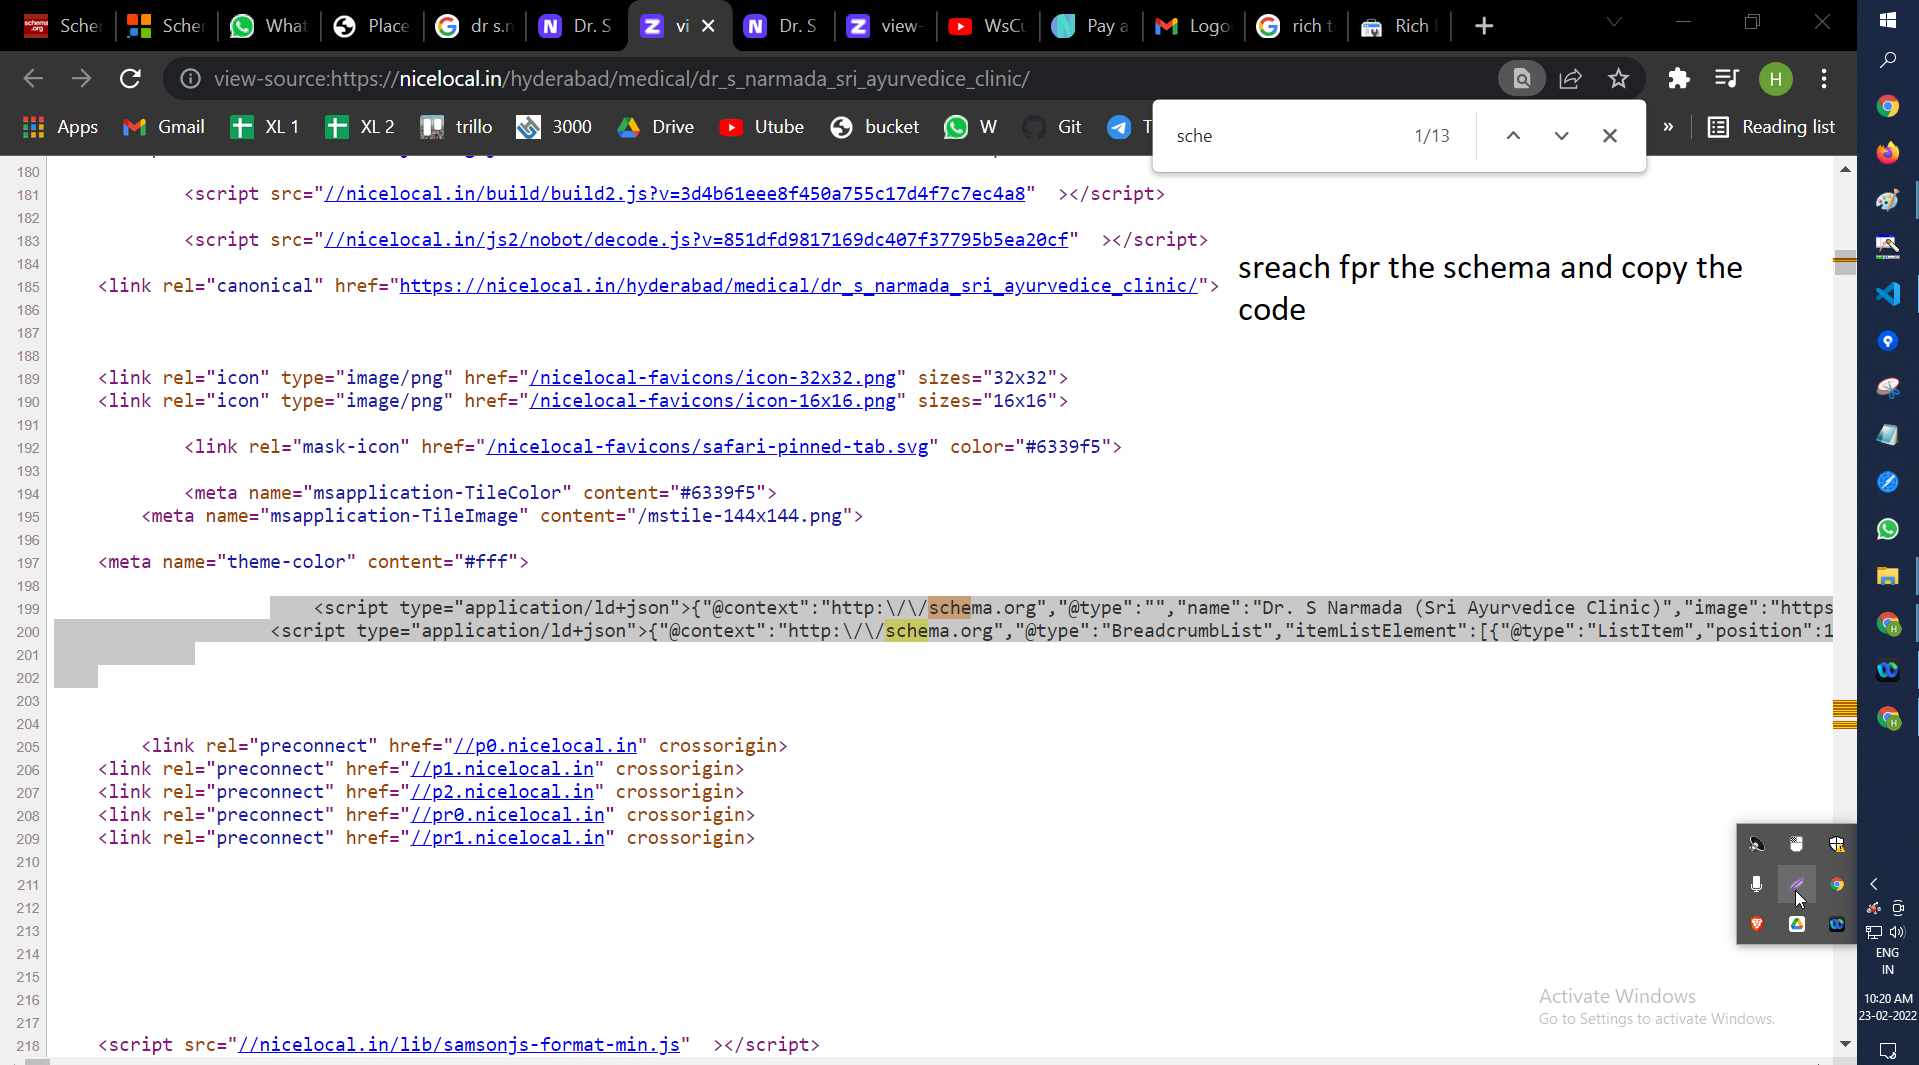 Scher
Scher
What
Place
dr s.n
Dr. S
vi
Dr. S
view-
WsCu
Pay a
Logo
rich t
Rich
view-source:https://nicelocal.in/hyderabad/medical/dr_s_narmada_sri_ayurvedice_clinic/
H
Apps
Gmail
XL 1
XL 2
trillo
3000
Drive
Utube
bucket
W
Git
T
»
Reading list
sche
1/13
180
181 <script src="//nicelocal.in/build/build2.js?v=3d4b61eee8f450a755c17d4f7c7ec4a8" ></script>
182
183 <script src="//nicelocal.in/js2/nobot/decode.js?v=851dfd9817169dc407f37795b5ea20cf" ></script>
184
185 <link rel="canonical" href="https://nicelocal.in/hyderabad/medical/dr_s_narmada_sri_ayurvedice_clinic/">
sreach fpr the schema and copy the
code
186
187
188
189 <link rel="icon" type="image/png" href="/nicelocal-favicons/icon-32x32.png" sizes="32x32">
190 <link rel="icon" type="image/png" href="/nicelocal-favicons/icon-16x16.png" sizes="16x16">
191
192 <link rel="mask-icon" href="/nicelocal-favicons/safari-pinned-tab.svg" color="#6339f5">
193
194 <meta name="msapplication-TileColor" content="#6339f5">
195 <meta name="msapplication-TileImage" content="/mstile-144x144.png">
196
197 <meta name="theme-color" content="#fff">
198
199 <script type="application/ld+json">{"@context":"http:\/\/schema.org","@type":"","name":"Dr. S Narmada (Sri Ayurvedice Clinic)","image":"https
200 <script type="application/ld+json">{"@context":"http:\/\/schema.org","@type":"BreadcrumbList","itemListElement":[{"@type":"ListItem","position":1
201
202
203
204
205 <link rel="preconnect" href="//p0.nicelocal.in" crossorigin>
206 <link rel="preconnect" href="//p1.nicelocal.in" crossorigin>
207 <link rel="preconnect" href="//p2.nicelocal.in" crossorigin>
208 <link rel="preconnect" href="//pr0.nicelocal.in" crossorigin>
209 <link rel="preconnect" href="//pr1.nicelocal.in" crossorigin>
210
211
212
213
214
215
216
217
218 <script src="//nicelocal.in/lib/samsonjs-format-min.js" ></script>
Activate Windows
Go to Settings to activate Windows.
ENG
IN
10:20 AM
23-02-2022